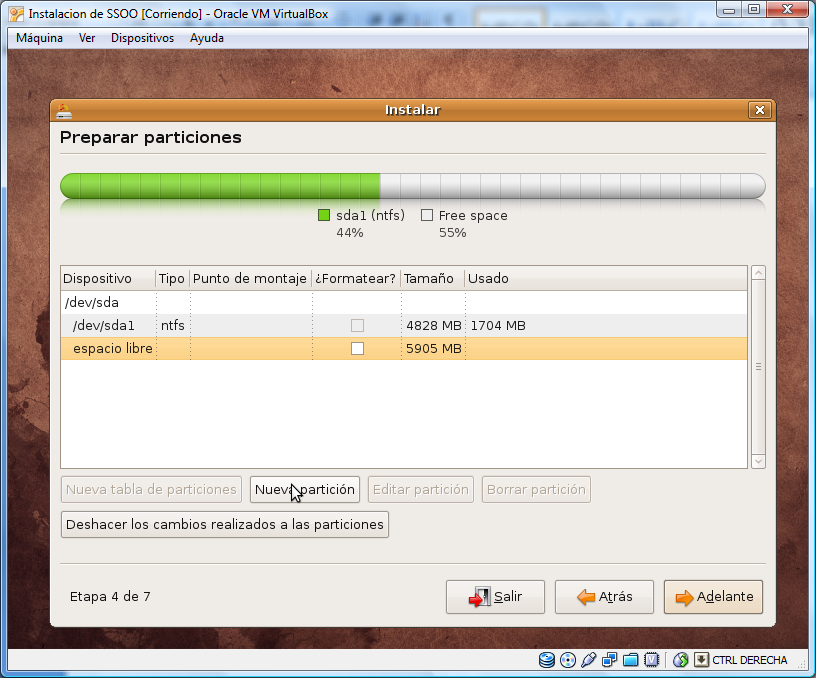 Instalacion de SSOO [Corriendo] - Oracle VM VirtualBox
Máquina Ver Dispositivos Ayuda
Instalar
Preparar particiones
sda1 (ntfs) Free space
44% 55%
Dispositivo Tipo Punto de montaje ¿Formatear? Tamaño Usado
/dev/sda
/dev/sda1 ntfs 4828 MB 1704 MB
espacio libre 5905 MB
Nueva tabla de particiones Nueva partición Editar partición Borrar partición
Deshacer los cambios realizados a las particiones
Etapa 4 de 7 Salir Atrás Adelante
CTRL DERECHA